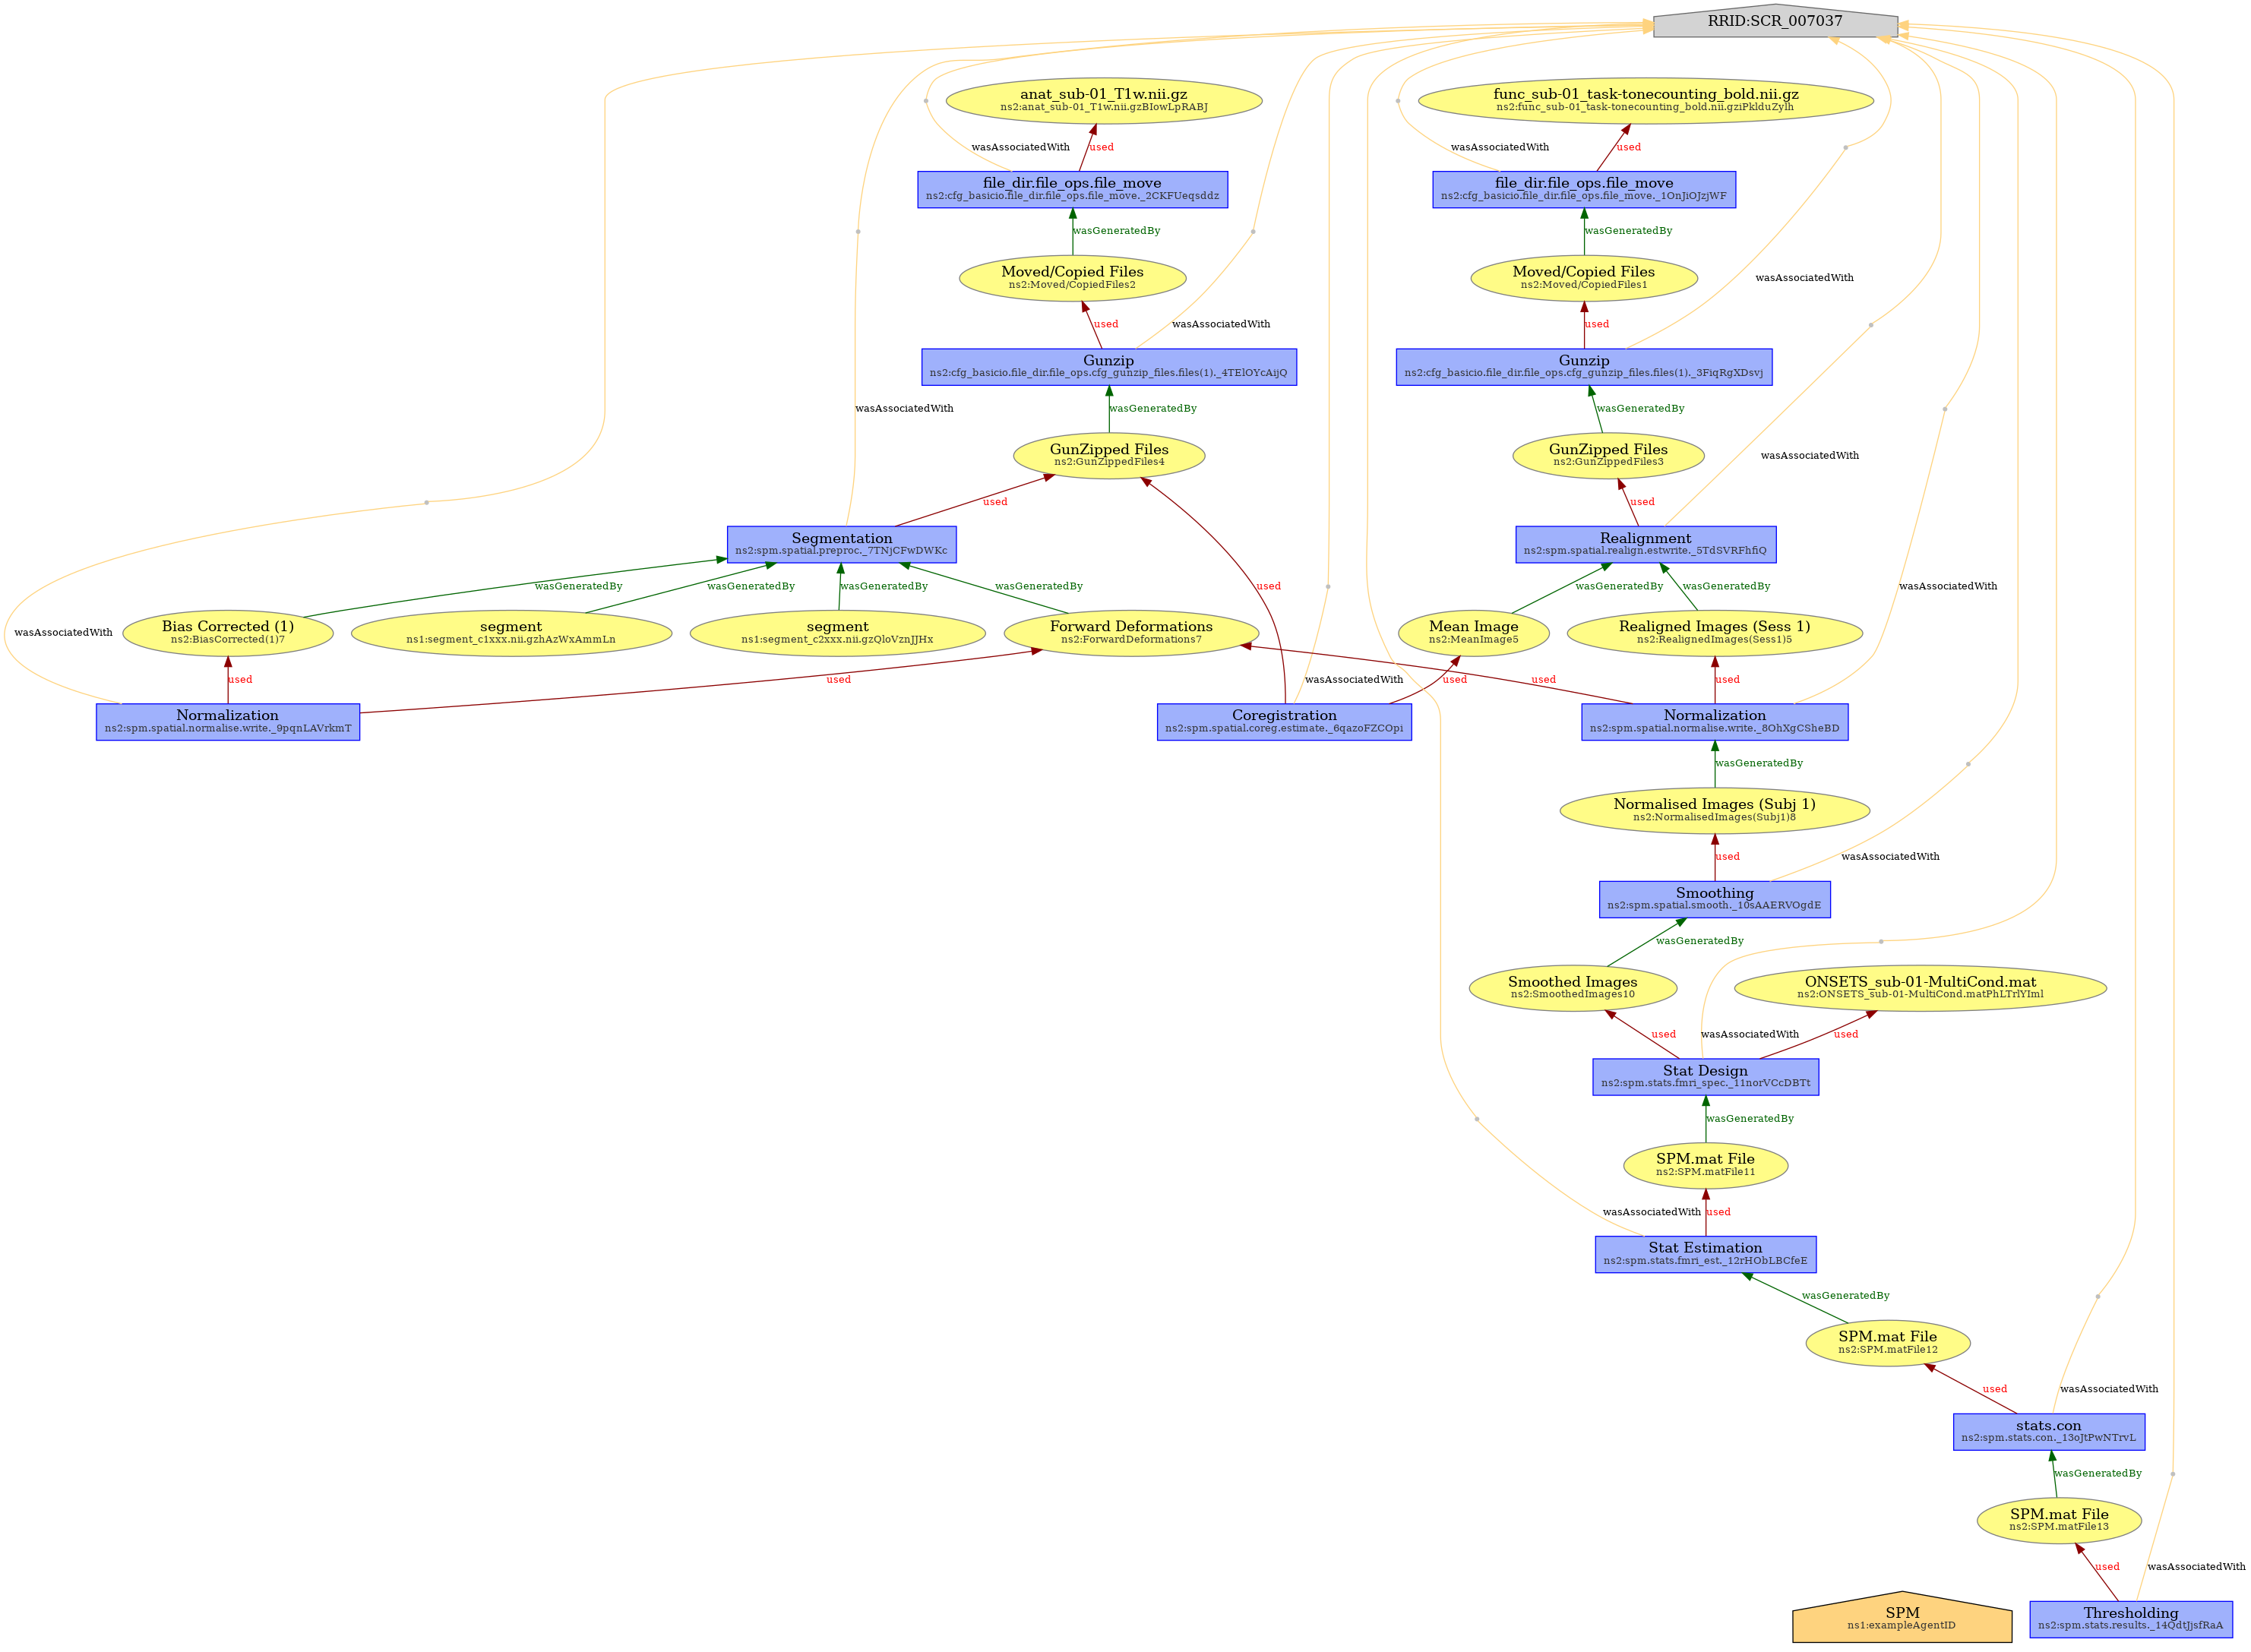 RRID:SCR_007037
anat_sub-01_T1w.nii.gz
ns2:anat_sub-01_T1w.nii.gzBIowLpRABJ
func_sub-01_task-tonecounting_bold.nii.gz
ns2:func_sub-01_task-tonecounting_bold.nii.gziPklduZyIh
wasAssociatedWith
used
wasAssociatedWith
used
file_dir.file_ops.file_move
ns2:cfg_basicio.file_dir.file_ops.file_move._2CKFUeqsddz
file_dir.file_ops.file_move
ns2:cfg_basicio.file_dir.file_ops.file_move._1OnJiOJzjWF
wasGeneratedBy
wasGeneratedBy
Moved/Copied Files
ns2:Moved/CopiedFiles2
Moved/Copied Files
ns2:Moved/CopiedFiles1
wasAssociatedWith
used
wasAssociatedWith
used
Gunzip
ns2:cfg_basicio.file_dir.file_ops.cfg_gunzip_files.files(1)._4TElOYcAijQ
Gunzip
ns2:cfg_basicio.file_dir.file_ops.cfg_gunzip_files.files(1)._3FiqRgXDsvj
wasAssociatedWith
wasGeneratedBy
wasGeneratedBy
GunZipped Files
ns2:GunZippedFiles4
GunZipped Files
ns2:GunZippedFiles3
wasAssociatedWith
used
used
Segmentation
ns2:spm.spatial.preproc._7TNjCFwDWKc
Realignment
ns2:spm.spatial.realign.estwrite._5TdSVRFhfiQ
wasGeneratedBy
wasGeneratedBy
wasGeneratedBy
wasGeneratedBy
used
wasGeneratedBy
wasGeneratedBy
wasAssociatedWith
wasAssociatedWith
Bias Corrected (1)
ns2:BiasCorrected(1)7
segment
ns1:segment_c1xxx.nii.gzhAzWxAmmLn
segment
ns1:segment_c2xxx.nii.gzQloVznJJHx
Forward Deformations
ns2:ForwardDeformations7
Mean Image
ns2:MeanImage5
Realigned Images (Sess 1)
ns2:RealignedImages(Sess1)5
used
used
wasAssociatedWith
used
used
used
Normalization
ns2:spm.spatial.normalise.write._9pqnLAVrkmT
Coregistration
ns2:spm.spatial.coreg.estimate._6qazoFZCOpi
Normalization
ns2:spm.spatial.normalise.write._8OhXgCSheBD
wasGeneratedBy
Normalised Images (Subj 1)
ns2:NormalisedImages(Subj1)8
used
wasAssociatedWith
Smoothing
ns2:spm.spatial.smooth._10sAAERVOgdE
wasGeneratedBy
Smoothed Images
ns2:SmoothedImages10
ONSETS_sub-01-MultiCond.mat
ns2:ONSETS_sub-01-MultiCond.matPhLTrlYIml
used
wasAssociatedWith
used
Stat Design
ns2:spm.stats.fmri_spec._11norVCcDBTt
wasGeneratedBy
SPM.mat File
ns2:SPM.matFile11
wasAssociatedWith
used
Stat Estimation
ns2:spm.stats.fmri_est._12rHObLBCfeE
wasGeneratedBy
SPM.mat File
ns2:SPM.matFile12
used
wasAssociatedWith
stats.con
ns2:spm.stats.con._13oJtPwNTrvL
wasGeneratedBy
SPM.mat File
ns2:SPM.matFile13
used
wasAssociatedWith
SPM
ns1:exampleAgentID
Thresholding
ns2:spm.stats.results._14QdtJjsfRaA